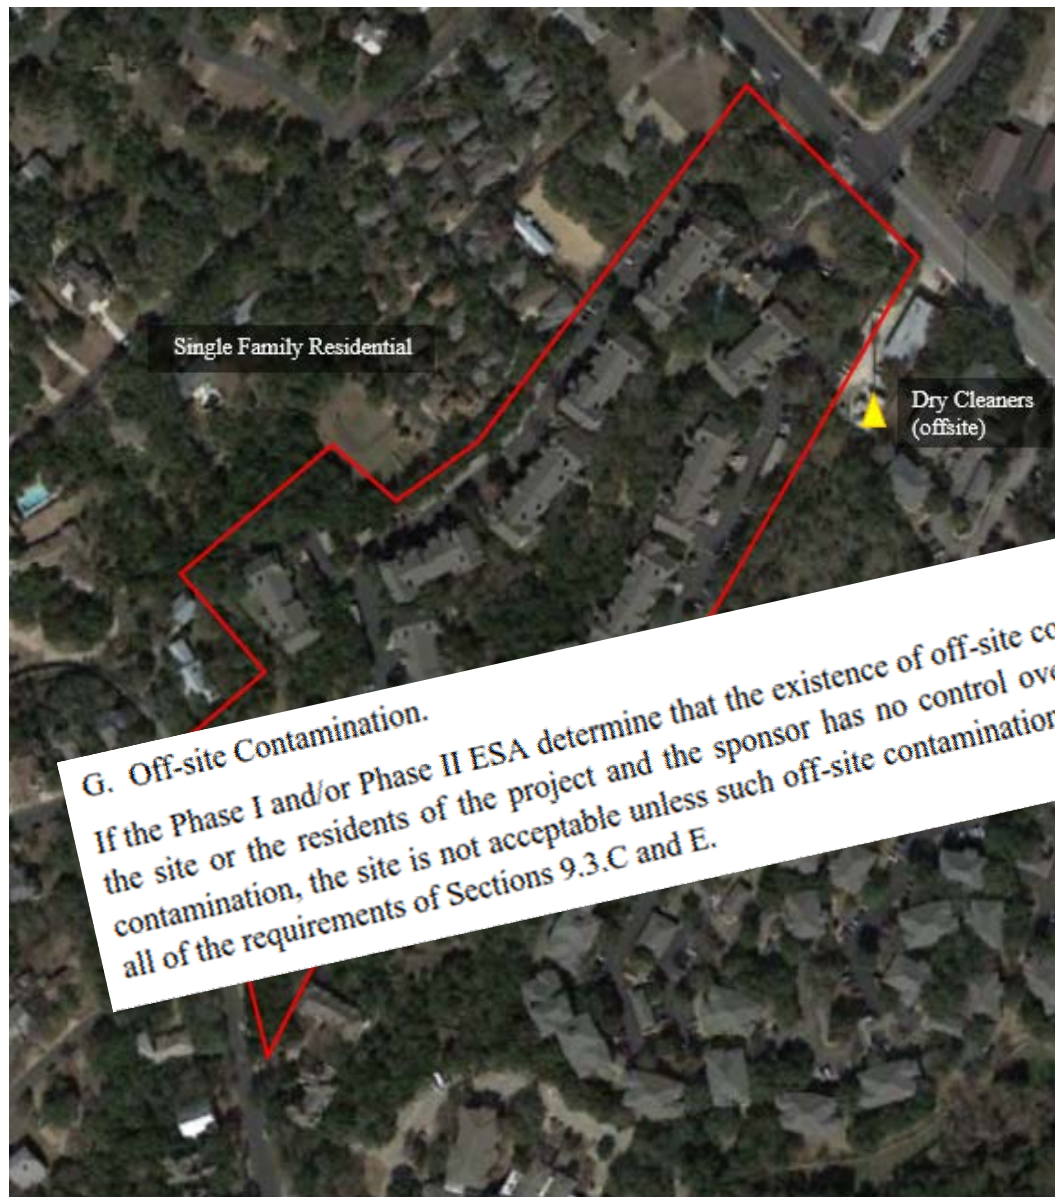 Single Family Residential
Dry Cleaners
(offsite)
G. Off-site Contamination.
If the Phase I and/or Phase II ESA determine that the existence of off-site
the site or the residents of the project and the sponsor has no control
contamination, the site is not acceptable unless such off-site contamination
all of the requirements of Sections 9.3.C and E.